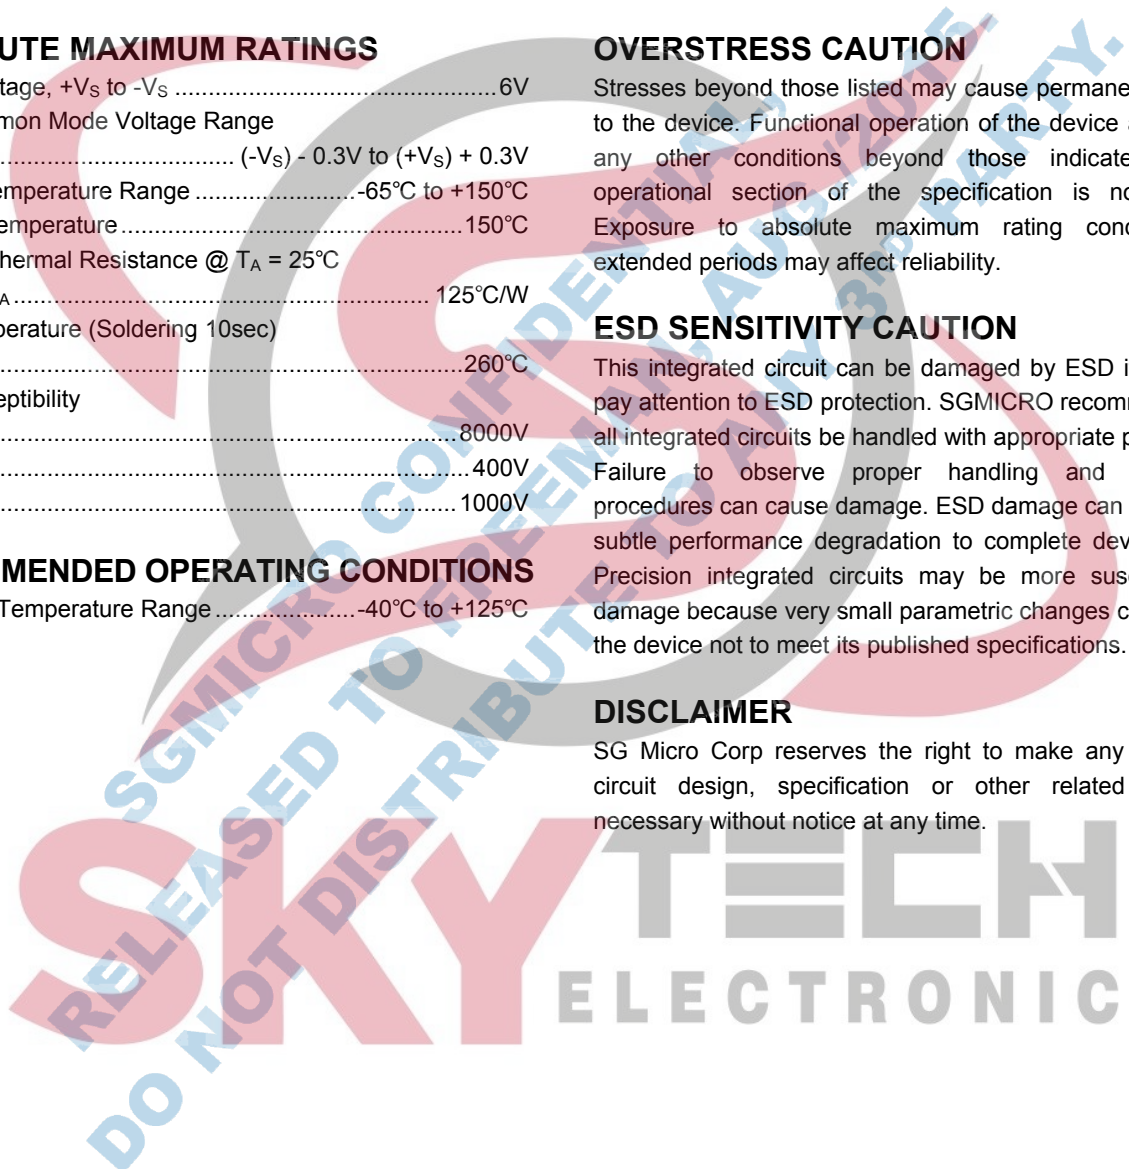 UTE MAXIMUM RATINGS
tage, +VS to -VS ................................................ 6V
mon Mode Voltage Range
.................................. (-VS) - 0.3V to (+VS) + 0.3V
emperature Range ........................ -65℃ to +150℃
emperature ................................................... 150℃
hermal Resistance @ TA = 25℃
A .............................................................. 125℃/W
perature (Soldering 10sec)
...................................................................... 260℃
eptibility
..................................................................... 8000V
....................................................................... 400V
..................................................................... 1000V
MENDED OPERATING CONDITIONS
Temperature Range ..................... -40℃ to +125℃
OVERSTRESS CAUTION
Stresses beyond those listed may cause permane
to the device. Functional operation of the device a
any other conditions beyond those indicate
operational section of the specification is no
Exposure to absolute maximum rating conc
extended periods may affect reliability.
ESD SENSITIVITY CAUTION
This integrated circuit can be damaged by ESD i
pay attention to ESD protection. SGMICRO recomm
all integrated circuits be handled with appropriate p
Failure to observe proper handling and
procedures can cause damage. ESD damage can
subtle performance degradation to complete dev
Precision integrated circuits may be more susc
damage because very small parametric changes c
the device not to meet its published specifications.
DISCLAIMER
SG Micro Corp reserves the right to make any
circuit design, specification or other related
necessary without notice at any time.
SGMICRO CONFIDENTIAL,
RELEASED TO FREEMAN, AUG./2015.
DO NOT DISTRIBUTE TO ANY 3RD PARTY.
SKYTECH
ELECTRONIC